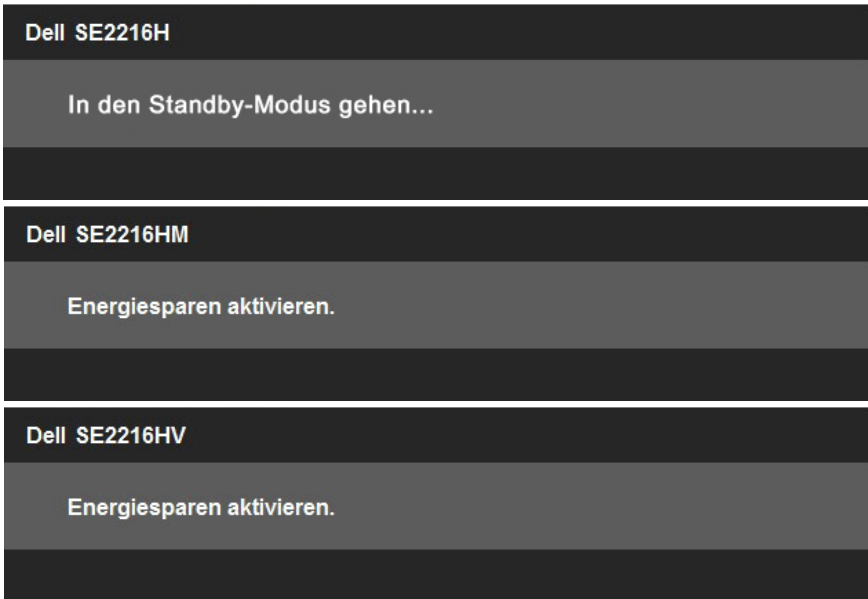 Dell SE2216H
In den Standby-Modus gehen...
Dell SE2216HM
Energiesparen aktivieren.
Dell SE2216HV
Energiesparen aktivieren.